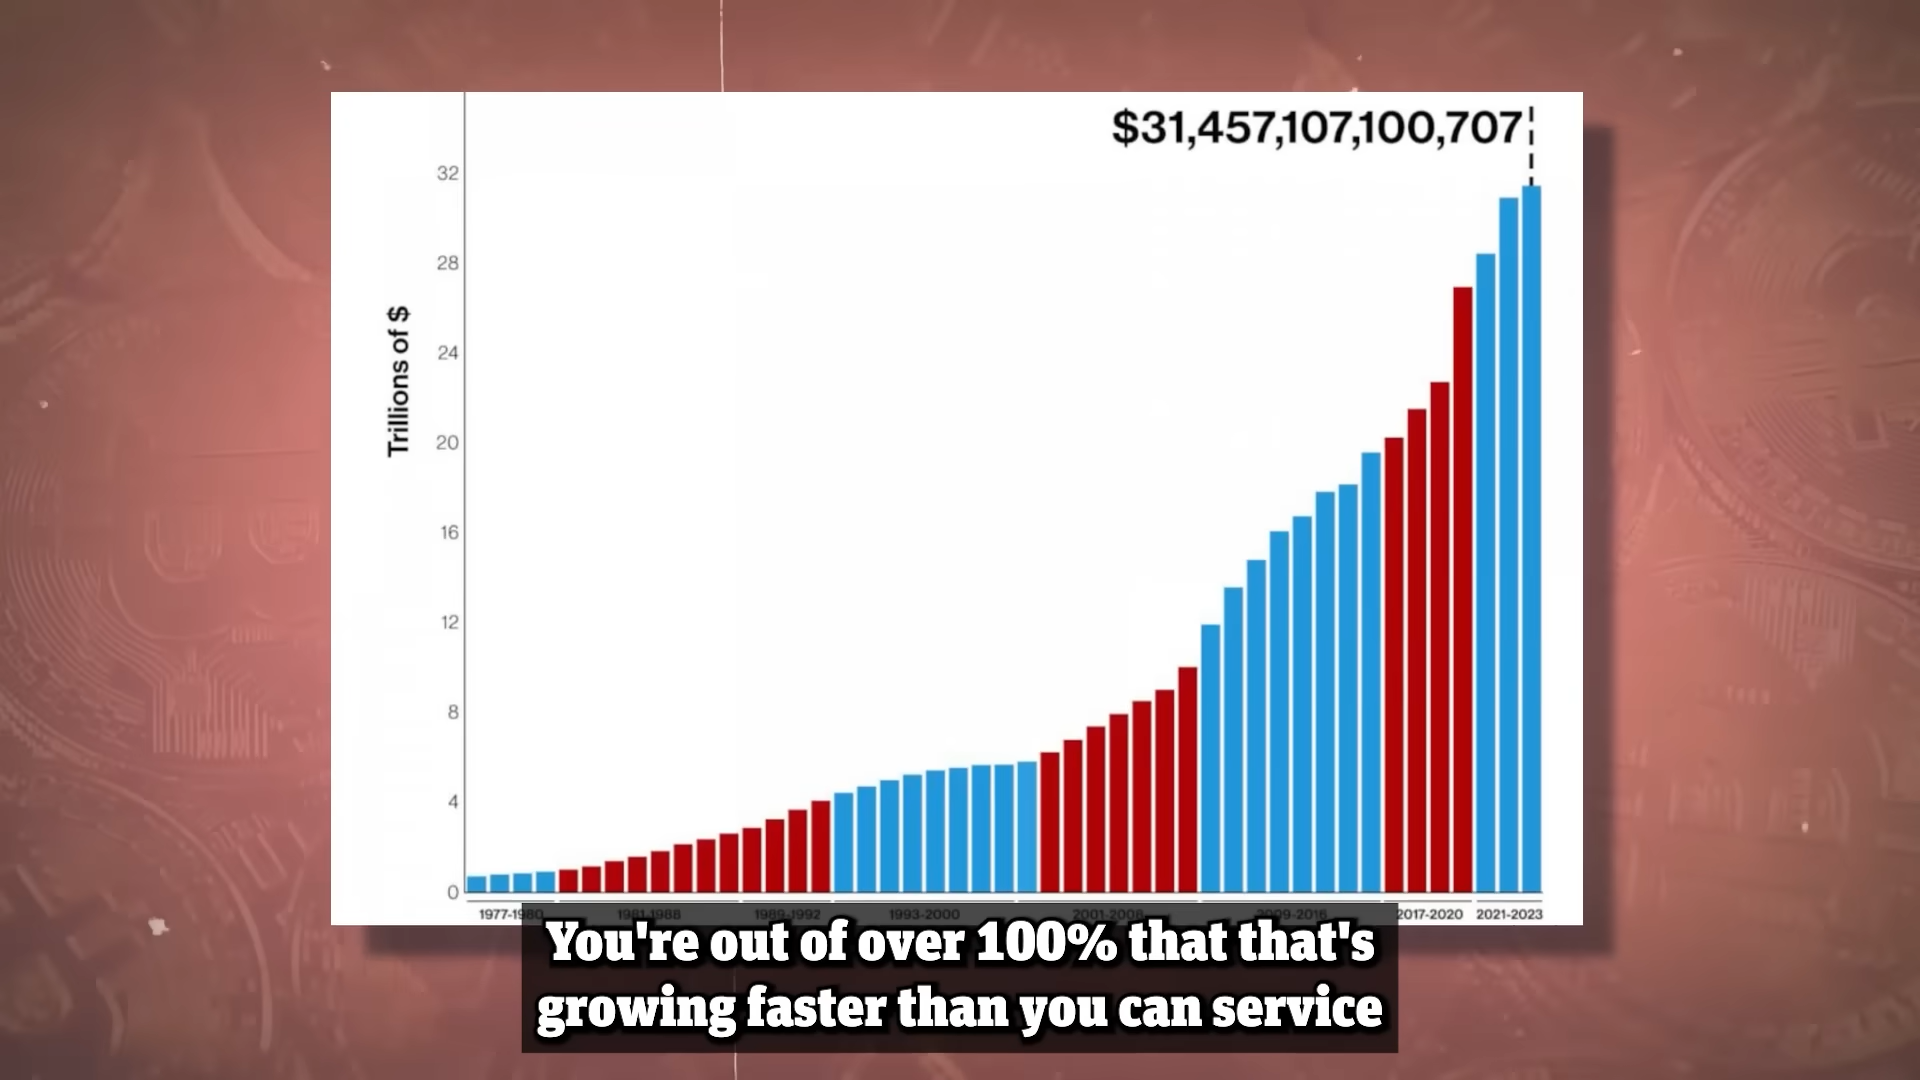 $31,457,107,100,707
32
28
24
20
16
12
8
4
0
Trillions of $
1977-1980 1981-1988 1989-1992 1993-2000 2001-2008 2009-2016 2017-2020 2021-2023
You're out of over 100% that that's
growing faster than you can service